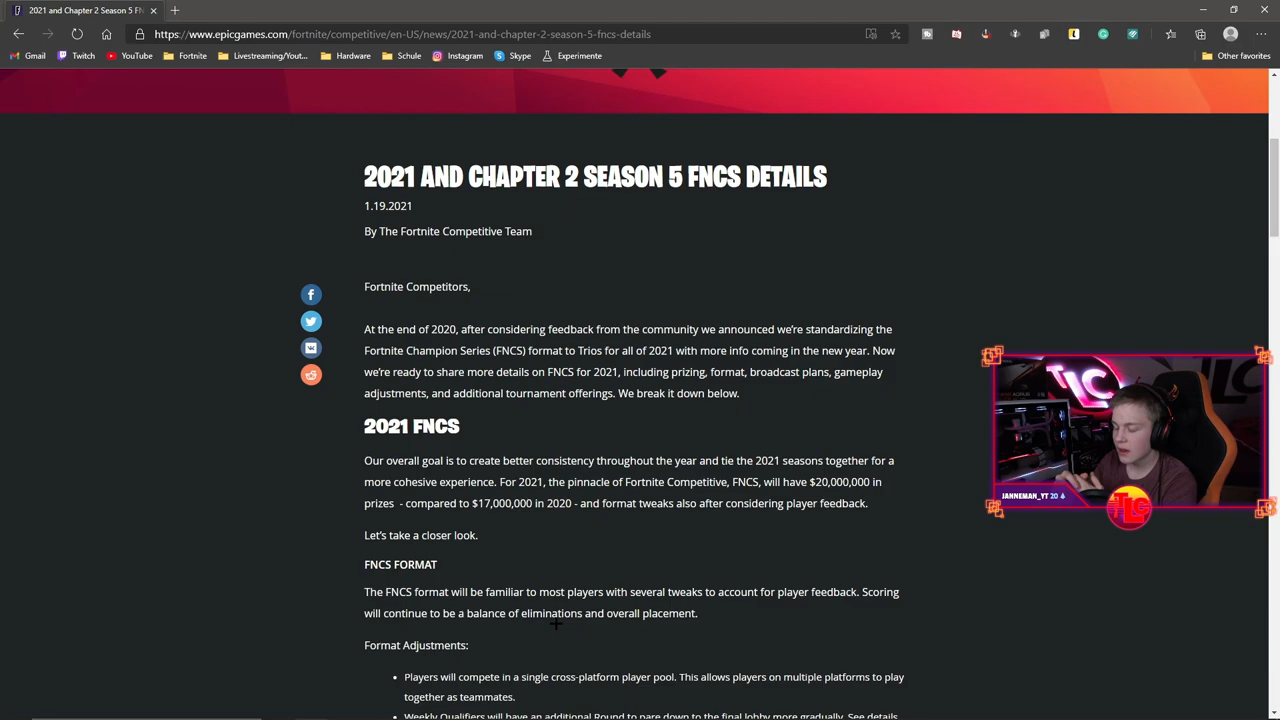 2021 and Chapter 2 Season 5 FN
https://www.epicgames.com/fortnite/competitive/en-US/news/2021-and-chapter-2-season-5-fncs-details
Gmail Twitch YouTube Fortnite Livestreaming/Yout... Hardware Schule Instagram Skype Experimente Other favorites
2021 AND CHAPTER 2 SEASON 5 FNCS DETAILS
1.19.2021
By The Fortnite Competitive Team
Fortnite Competitors,
At the end of 2020, after considering feedback from the community we announced we're standardizing the
Fortnite Champion Series (FNCS) format to Trios for all of 2021 with more info coming in the new year. Now
we're ready to share more details on FNCS for 2021, including prizing, format, broadcast plans, gameplay
adjustments, and additional tournament offerings. We break it down below.
2021 FNCS
Our overall goal is to create better consistency throughout the year and tie the 2021 seasons together for a
more cohesive experience. For 2021, the pinnacle of Fortnite Competitive, FNCS, will have $20,000,000 in
prizes - compared to $17,000,000 in 2020 - and format tweaks also after considering player feedback.
Let's take a closer look.
FNCS FORMAT
The FNCS format will be familiar to most players with several tweaks to account for player feedback. Scoring
will continue to be a balance of eliminations and overall placement.
Format Adjustments:
• Players will compete in a single cross-platform player pool. This allows players on multiple platforms to play
together as teammates.
• Weekly Qualifiers will have an additional Round to pare down to the final lobby more gradually. See details
TLC
JANNEMAN_YT 20
TLC